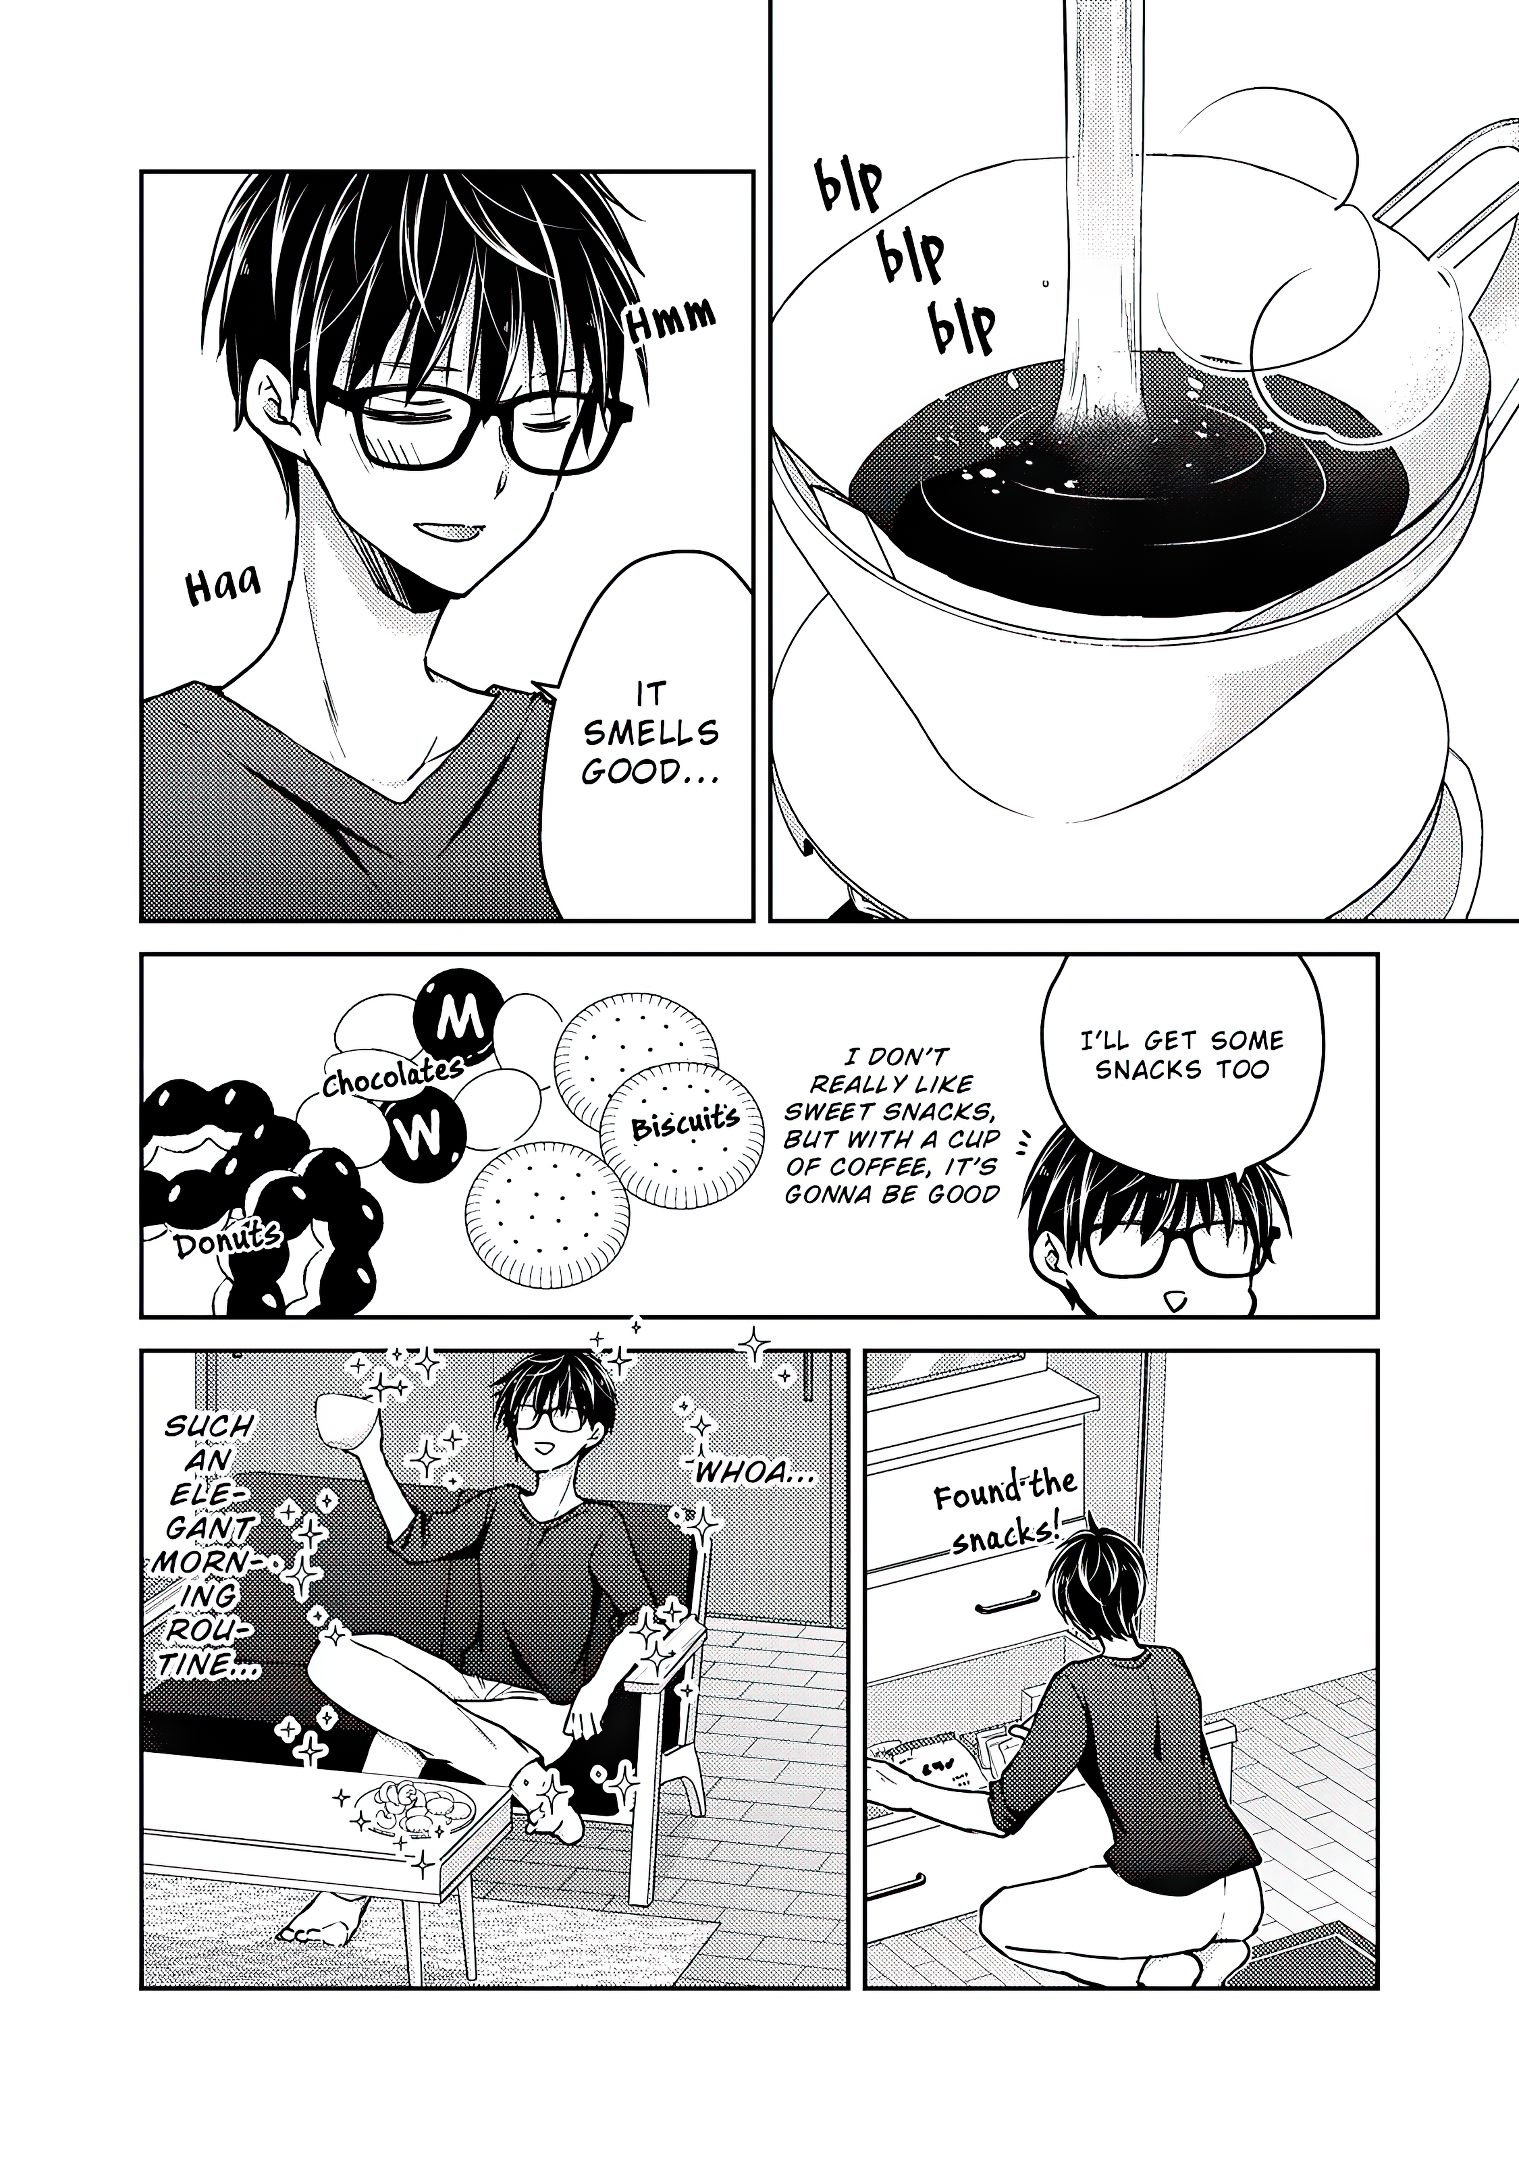 blp
blp
blp
Hmm
Haa
IT
SMELLS
GOOD...
I'LL GET SOME
SNACKS TOO
I DON'T
REALLY LIKE
SWEET SNACKS,
BUT WITH A CUP
OF COFFEE, IT'S
GONNA BE GOOD
Biscuits
M
Chocolates
W
Donuts
Found the
snacks!
WHOA...
SUCH
AN
ELE-
GANT
MORN-
ING
ROU-
TINE...